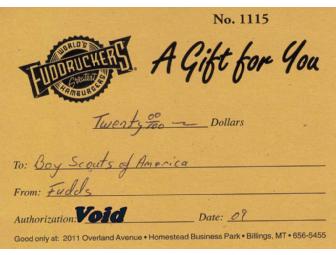 No. 1115
WORLD'S
FUDDRUCKERS
Greatest
HAMBURGERS
A Gift for You
Twenty 00/100 Dollars
To: Boy Scouts of America
From: Fudds
Authorization: Void Date: 09
Good only at: 2011 Overland Avenue • Homestead Business Park • Billings, MT • 656-5455